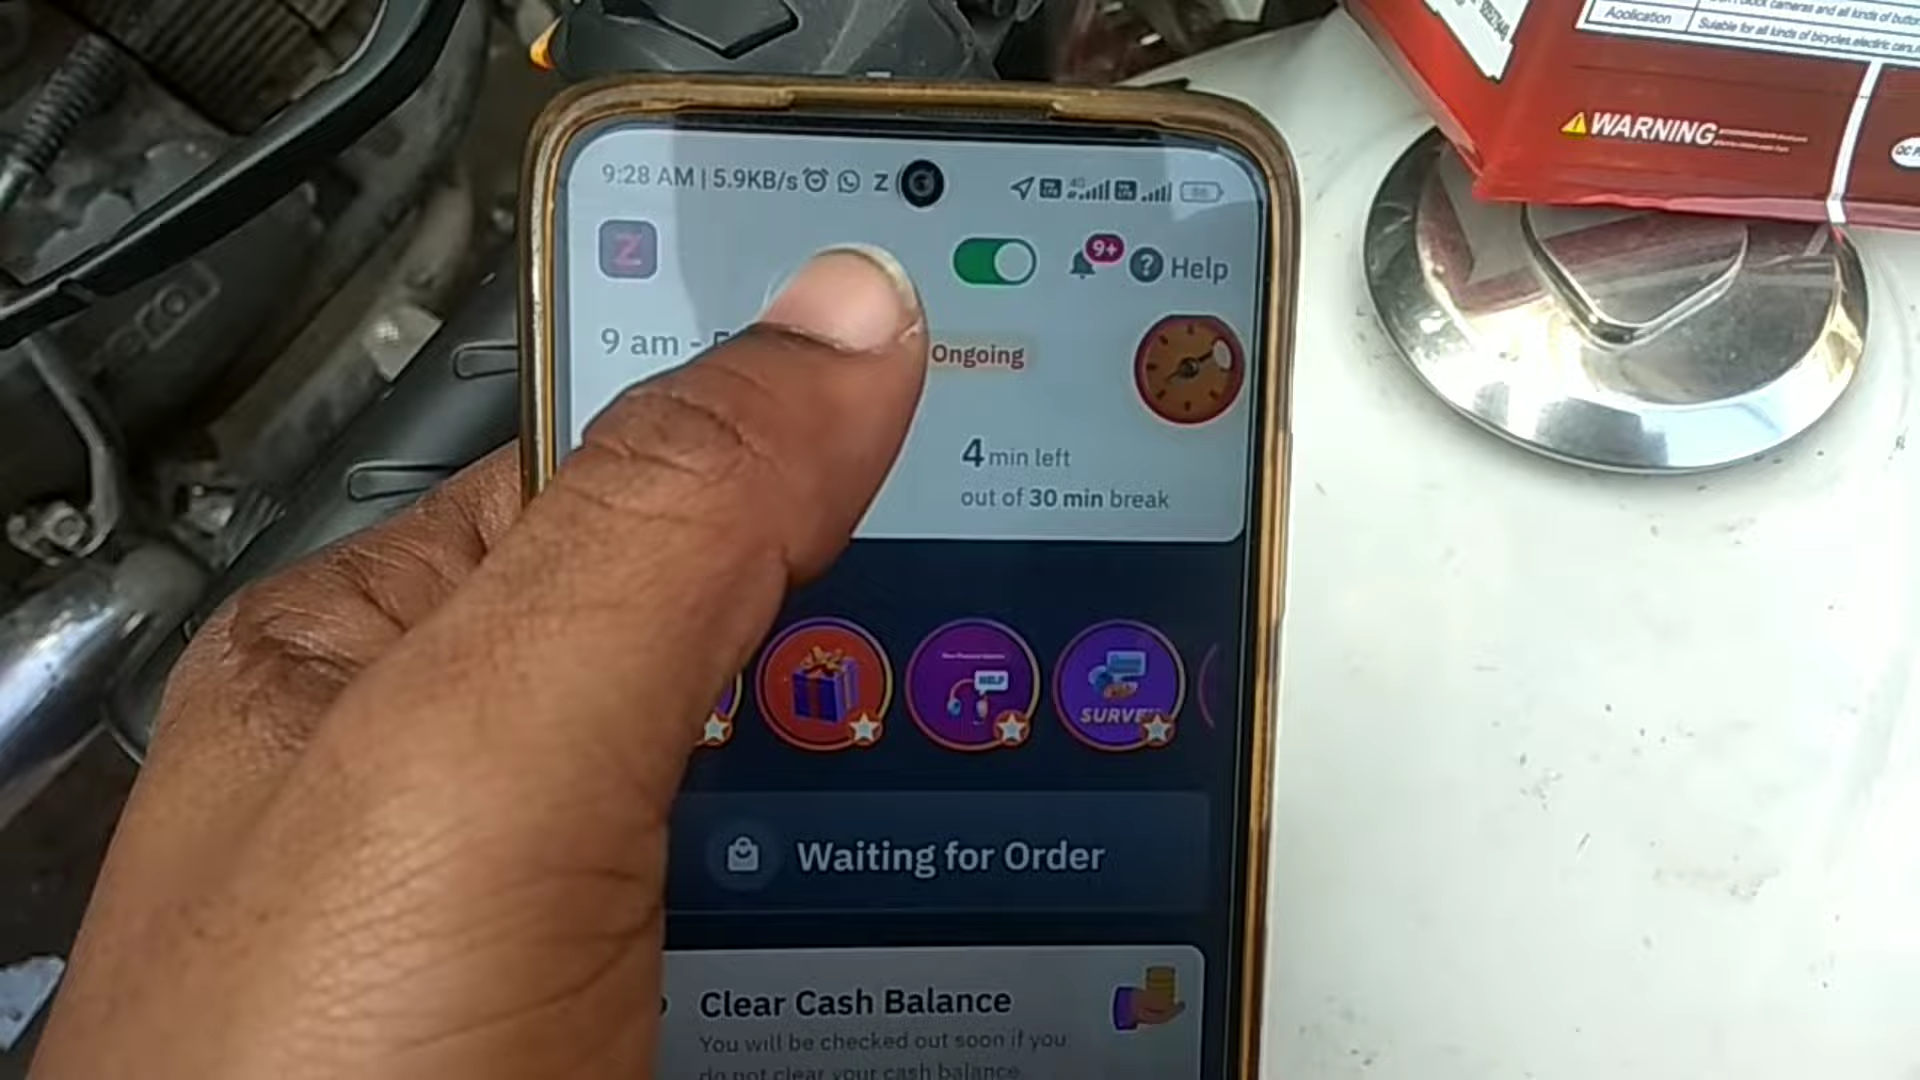 Application
Suiable for all kinds of bicycles, electric cars,
WARNING
9:28 AM | 5.9KB/s
Z
Z
9+
? Help
9 am -
Ongoing
4 min left
out of 30 min break
HELP
SURVEY
Waiting for Order
Clear Cash Balance
You will be checked out soon if you
do not clear your cash balance